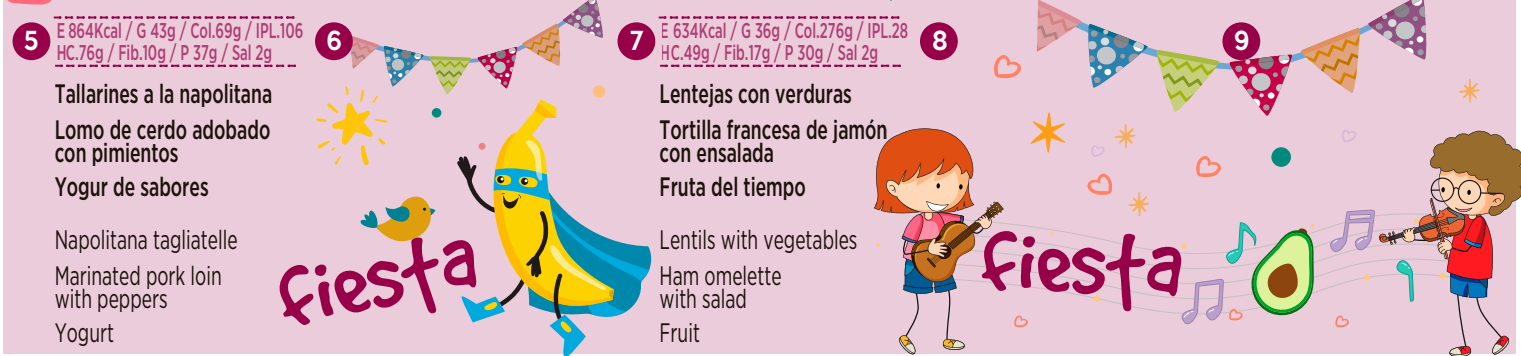 5
E 864Kcal / G 43g / Col.69g / IPL.106
HC.76g / Fib.10g / P 37g / Sal 2g
Tallarines a la napolitana
Lomo de cerdo adobado
con pimientos
Yogur de sabores
Napolitana tagliatelle
Marinated pork loin
with peppers
Yogurt
6
fiesta
7
E 634Kcal / G 36g / Col.276g / IPL.28
HC.49g / Fib.17g / P 30g / Sal 2g
Lentejas con verduras
Tortilla francesa de jamón
con ensalada
Fruta del tiempo
Lentils with vegetables
Ham omelette
with salad
Fruit
8
9
fiesta